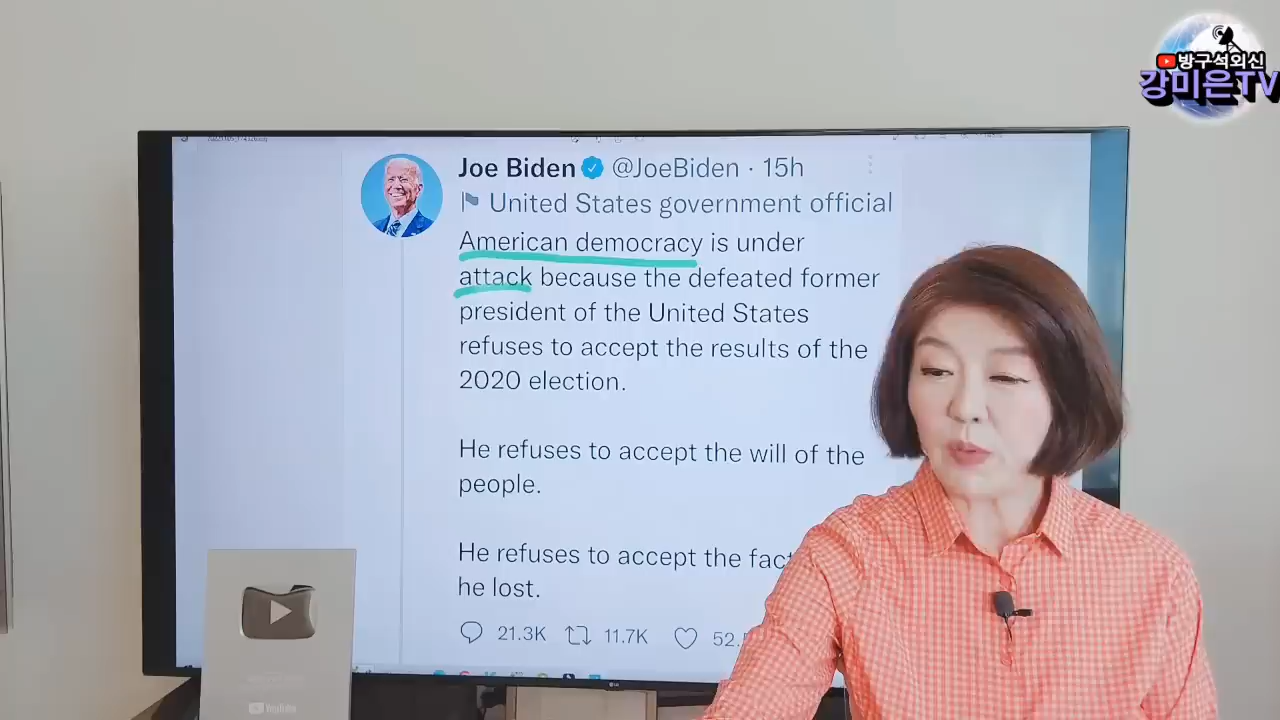 방구석외신
강미은TV
Joe Biden @JoeBiden · 15h
United States government official
American democracy is under
attack because the defeated former
president of the United States
refuses to accept the results of the
2020 election.
He refuses to accept the will of the
people.
He refuses to accept the fact
he lost.
21.3K 11.7K 52.
YouTube
LG